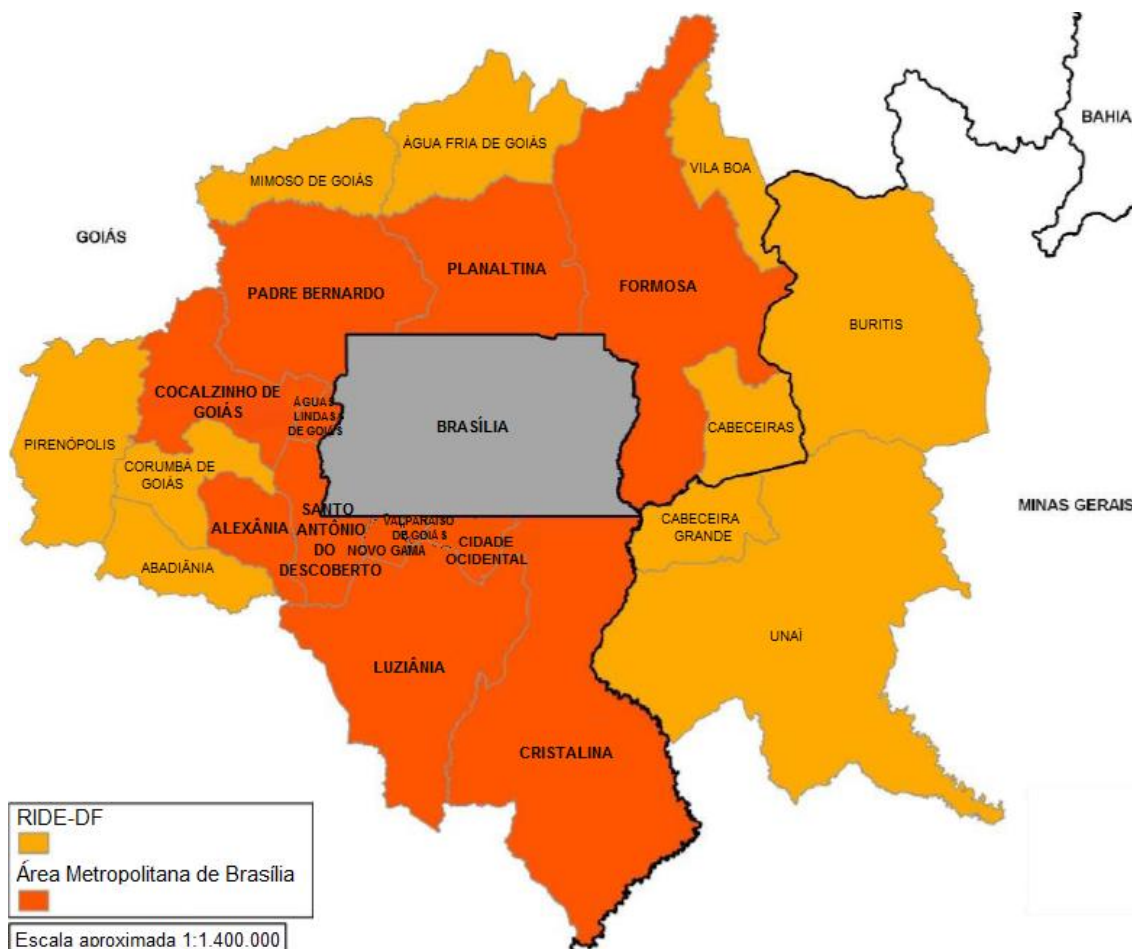 BAHIA
ÁGUA FRIA DE GOIÁS
VILA BOA
MIMOSO DE GOIÁS
GOIÁS
PLANALTINA
PADRE BERNARDO
FORMOSA
BURITIS
COCALZINHO DE
GOIÁS
ÁGUAS
LINDAS
DE GOIÁS
BRASÍLIA
CABECEIRAS
PIRENÓPOLIS
CORUMBÁ DE
GOIÁS
MINAS GERAIS
SANTO
ANTÔNIO
DO
DESCOBERTO
ALEXÂNIA
VALPARAÍSO
DE GOIÁS
NOVO GAMA
CIDADE
OCIDENTAL
CABECEIRA
GRANDE
ABADIÂNIA
UNAÍ
LUZIÂNIA
CRISTALINA
RIDE-DF
Área Metropolitana de Brasília
Escala aproximada 1:1.400.000